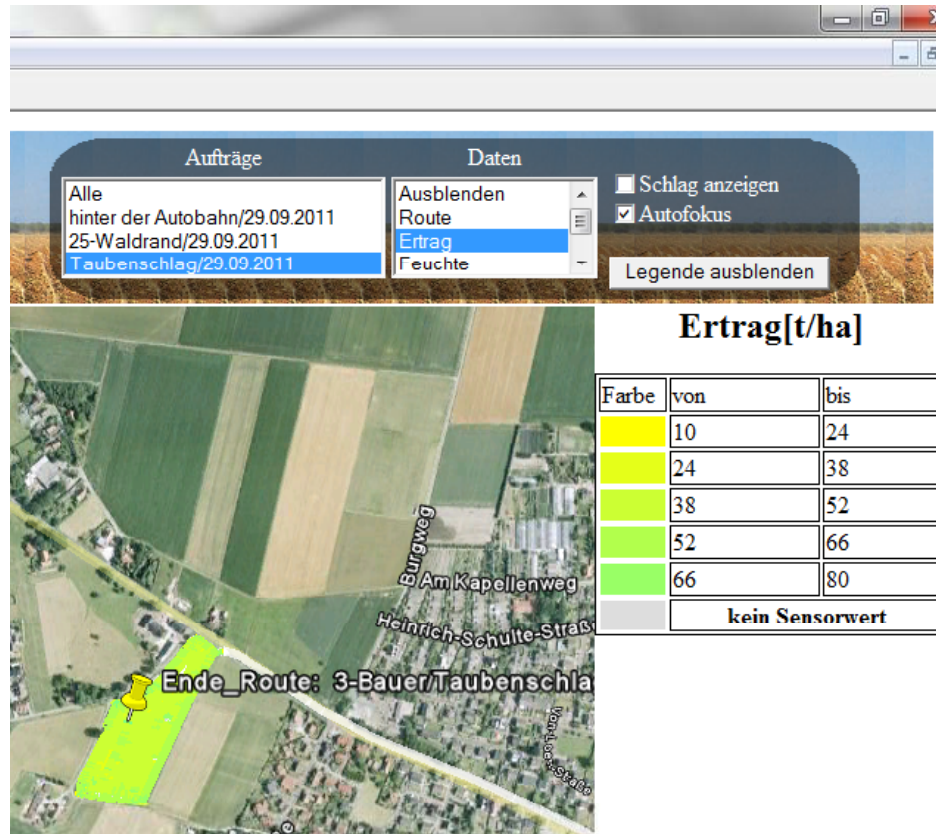 Aufträge
Daten
Alle
hinter der Autobahn/29.09.2011
25-Waldrand/29.09.2011
Taubenschlag/29.09.2011
Ausblenden
Route
Ertrag
Feuchte
Schlag anzeigen
Autofokus
Legende ausblenden
Ertrag[t/ha]
Farbe von bis
10 24
24 38
38 52
52 66
66 80
kein Sensorwert
Burgweg
Am Kapellenweg
Heinrich-Schulte-Straß
Ende_Route: 3-Bauer/Taubenschla